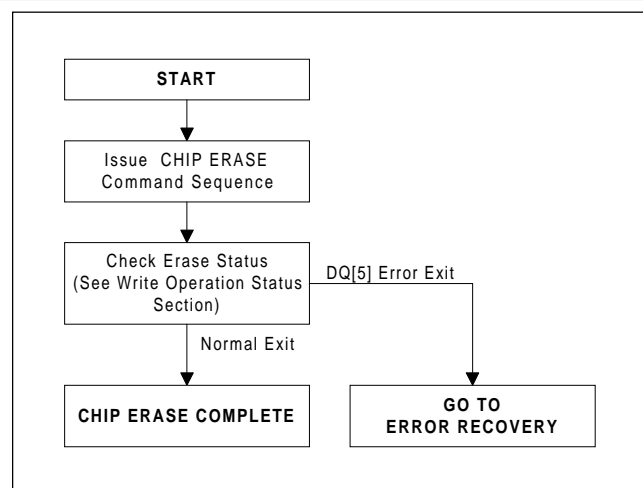 START
Issue CHIP ERASE
Command Sequence
Check Erase Status
(See Write Operation Status
Section)
DQ[5] Error Exit
Normal Exit
CHIP ERASE COMPLETE
GO TO
ERROR RECOVERY